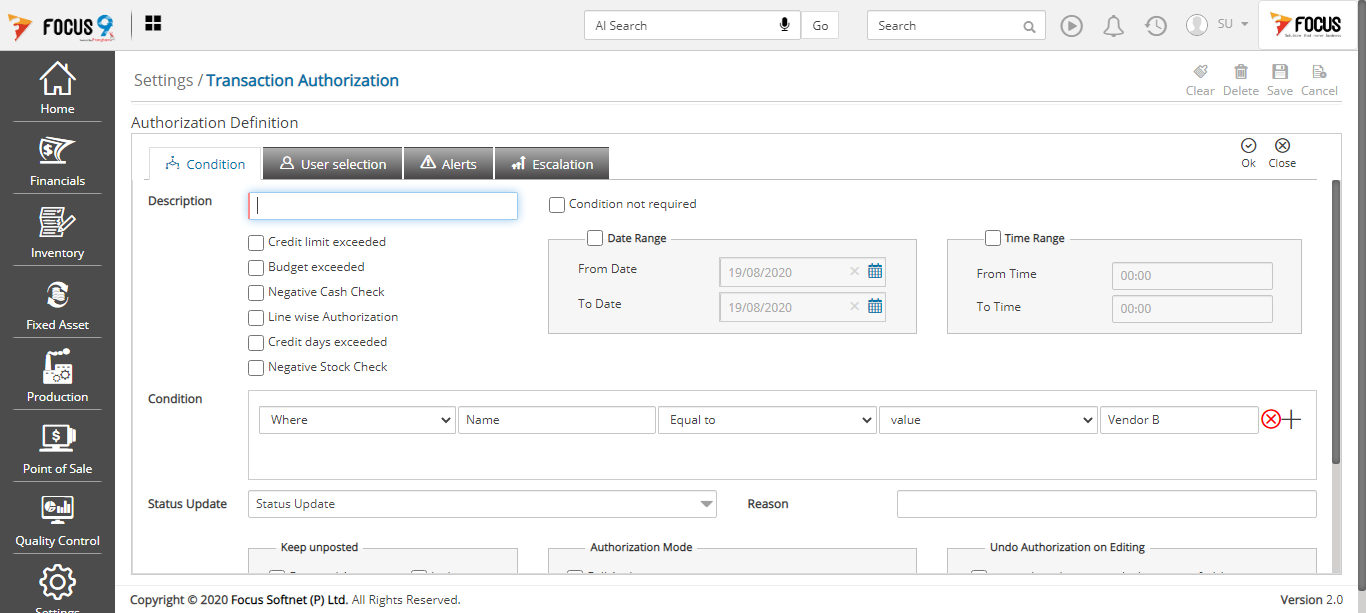 FOCUS 9
AI Search
Go
Search
SU
FOCUS
Home
Financials
Inventory
Fixed Asset
Production
Point of Sale
Quality Control
Settings
Settings / Transaction Authorization
Clear Delete Save Cancel
Authorization Definition
Condition User selection Alerts Escalation
Ok Close
Description
Condition not required
Credit limit exceeded
Budget exceeded
Negative Cash Check
Line wise Authorization
Credit days exceeded
Negative Stock Check
Date Range
From Date 19/08/2020
To Date 19/08/2020
Time Range
From Time 00:00
To Time 00:00
Condition
Where Name Equal to value Vendor B
Status Update Status Update Reason
Keep unposted Authorization Mode Undo Authorization on Editing
Copyright © 2020 Focus Softnet (P) Ltd. All Rights Reserved.
Version 2.0